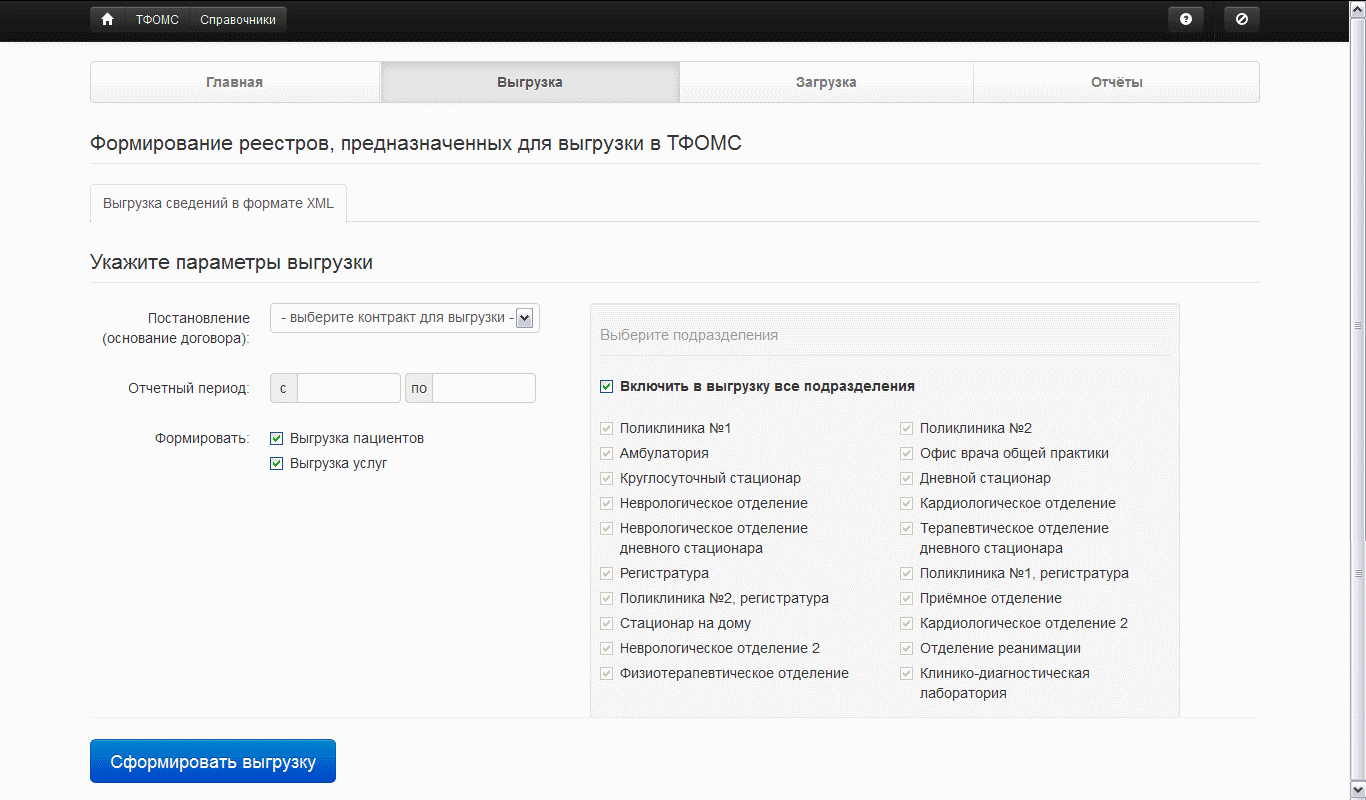 ТФОМС Справочники
Главная Выгрузка Загрузка Отчёты
Формирование реестров, предназначенных для выгрузки в ТФОМС
Выгрузка сведений в формате XML
Укажите параметры выгрузки
Постановление
(основание договора):
- выберите контракт для выгрузки -
Отчетный период:
с
по
Формировать:
Выгрузка пациентов
Выгрузка услуг
Выберите подразделения
Включить в выгрузку все подразделения
Поликлиника №1
Поликлиника №2
Амбулатория
Офис врача общей практики
Круглосуточный стационар
Дневной стационар
Неврологическое отделение
Кардиологическое отделение
Неврологическое отделение
дневного стационара
Терапевтическое отделение
дневного стационара
Регистратура
Поликлиника №1, регистратура
Поликлиника №2, регистратура
Приёмное отделение
Стационар на дому
Кардиологическое отделение 2
Неврологическое отделение 2
Отделение реанимации
Физиотерапевтическое отделение
Клинико-диагностическая
лаборатория
Сформировать выгрузку